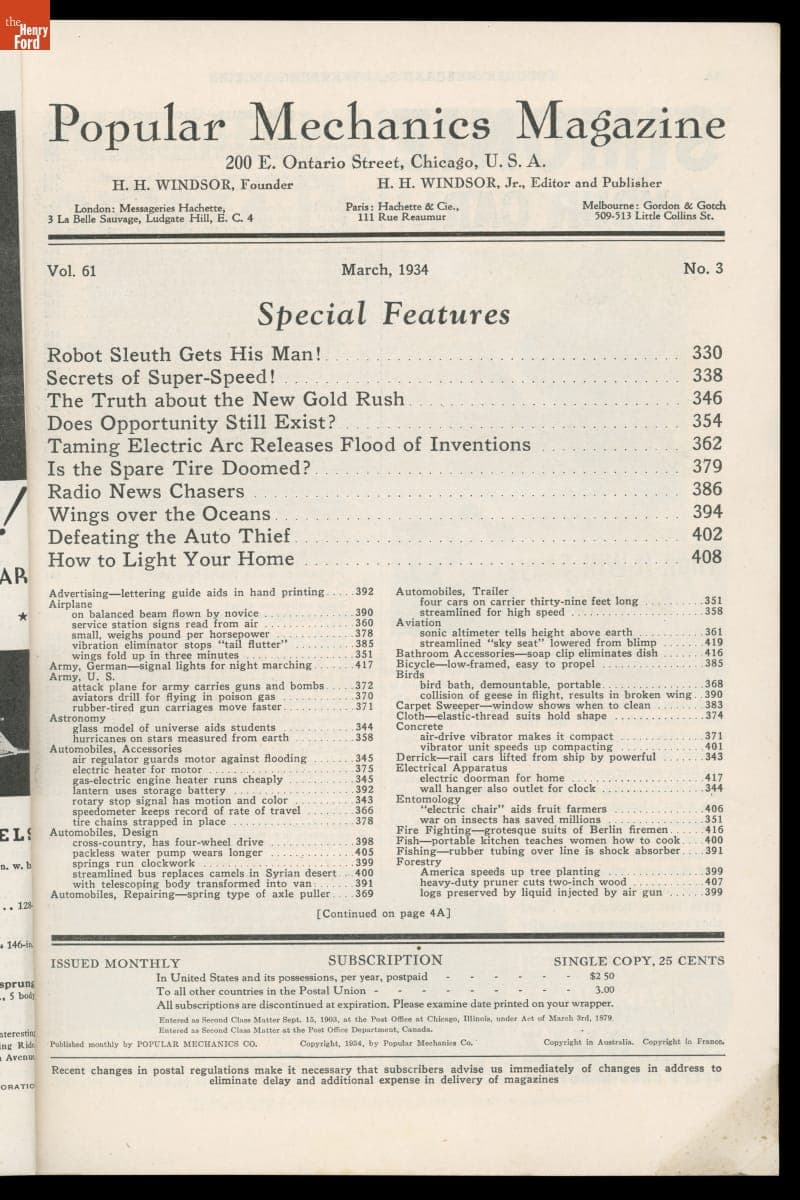 the
Henry
Ford
Popular Mechanics Magazine
200 E. Ontario Street, Chicago, U. S. A.
H. H. WINDSOR, Founder H. H. WINDSOR, Jr., Editor and Publisher
London: Messageries Hachette, Paris: Hachette & Cie., Melbourne: Gordon & Gotch
3 La Belle Sauvage, Ludgate Hill, E. C. 4 111 Rue Reaumur 509-513 Little Collins St.
Vol. 61 March, 1934 No. 3
Special Features
Robot Sleuth Gets His Man! 330
Secrets of Super-Speed! 338
The Truth about the New Gold Rush 346
Does Opportunity Still Exist? 354
Taming Electric Arc Releases Flood of Inventions 362
Is the Spare Tire Doomed? 379
Radio News Chasers 386
Wings over the Oceans 394
Defeating the Auto Thief 402
How to Light Your Home 408
Advertising—lettering guide aids in hand printing 392
Airplane
on balanced beam flown by novice 390
service station signs read from air 360
small, weighs pound per horsepower 378
vibration eliminator stops "tail flutter" 385
wings fold up in three minutes 351
Army, German—signal lights for night marching 417
Army, U. S.
attack plane for army carries guns and bombs 372
aviators drill for flying in poison gas 370
rubber-tired gun carriages move faster 371
Astronomy
glass model of universe aids students 344
hurricanes on stars measured from earth 358
Automobiles, Accessories
air regulator guards motor against flooding 345
electric heater for motor 375
gas-electric engine heater runs cheaply 345
lantern uses storage battery 392
rotary stop signal has motion and color 343
speedometer keeps record of rate of travel 366
tire chains strapped in place 378
Automobiles, Design
cross-country, has four-wheel drive 398
packless water pump wears longer 405
springs run clockwork 399
streamlined bus replaces camels in Syrian desert 400
with telescoping body transformed into van 391
Automobiles, Repairing—spring type of axle puller 369
Automobiles, Trailer
four cars on carrier thirty-nine feet long 351
streamlined for high speed 358
Aviation
sonic altimeter tells height above earth 361
streamlined "sky seat" lowered from blimp 419
Bathroom Accessories—soap clip eliminates dish 416
Bicycle—low-framed, easy to propel 385
Birds
bird bath, demountable, portable 368
collision of geese in flight, results in broken wing 390
Carpet Sweeper—window shows when to clean 383
Cloth—elastic-thread suits hold shape 374
Concrete
air-drive vibrator makes it compact 371
vibrator unit speeds up compacting 401
Derrick—rail cars lifted from ship by powerful 343
Electrical Apparatus
electric doorman for home 417
wall hanger also outlet for clock 344
Entomology
"electric chair" aids fruit farmers 406
war on insects has saved millions 351
Fire Fighting—grotesque suits of Berlin firemen 416
Fish—portable kitchen teaches women how to cook 400
Fishing—rubber tubing over line is shock absorber 391
Forestry
America speeds up tree planting 399
heavy-duty pruner cuts two-inch wood 407
logs preserved by liquid injected by air gun 399
[Continued on page 4A]
ISSUED MONTHLY SUBSCRIPTION SINGLE COPY, 25 CENTS
In United States and its possessions, per year, postpaid - - - - - - $2 50
To all other countries in the Postal Union - - - - - - - - - 3.00
All subscriptions are discontinued at expiration. Please examine date printed on your wrapper.
Entered as Second Class Matter Sept. 15, 1903, at the Post Office at Chicago, Illinois, under Act of March 3rd, 1879.
Entered as Second Class Matter at the Post Office Department, Canada.
Published monthly by POPULAR MECHANICS CO. Copyright, 1934, by Popular Mechanics Co. Copyright in Australia. Copyright in France.
Recent changes in postal regulations make it necessary that subscribers advise us immediately of changes in address to
eliminate delay and additional expense in delivery of magazines